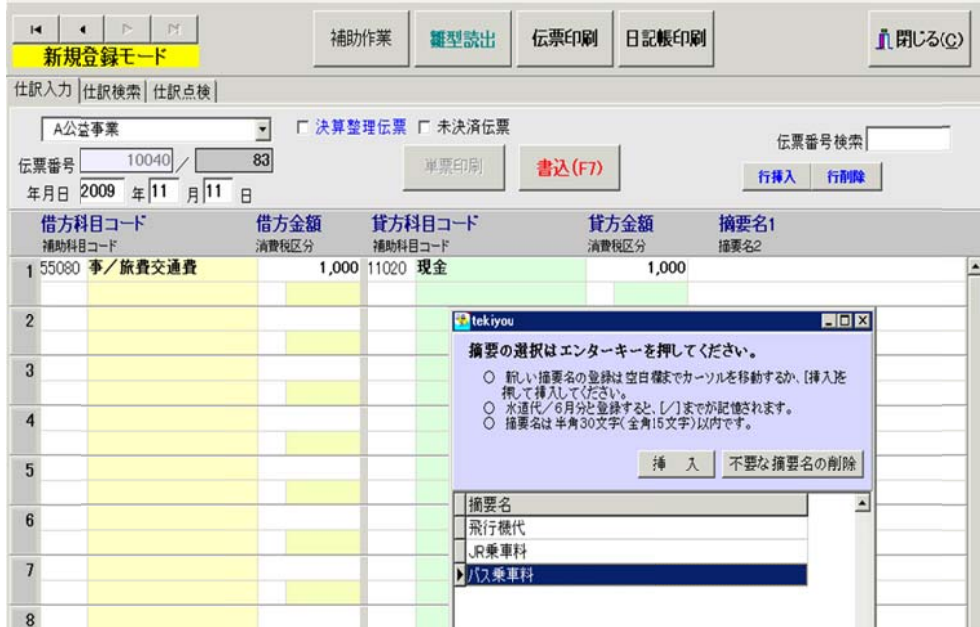 補助作業 雛型読出 伝票印刷 日記帳印刷 閉じる(C)
新規登録モード
仕訳入力 仕訳検索 仕訳点検
A公益事業 決算整理伝票 未決済伝票
伝票番号検索
伝票番号 10040 / 83 単票印刷 書込(F7)
行挿入 行削除
年月日 2009 年 11 月 11 日
借方科目コード 借方金額 貸方科目コード 貸方金額 摘要名1
補助科目コード 消費税区分 補助科目コード 消費税区分 摘要名2
1 55080 事/旅費交通費 1,000 11020 現金 1,000
2
tekiyou
摘要の選択はエンターキーを押してください。
3
○ 新しい摘要名の登録は空白欄までカーソルを移動するか、[挿入]を
押して挿入してください。
○ 水道代/6月分と登録すると、[/]までが記憶されます。
4
○ 摘要名は半角30文字(全角15文字)以内です。
5
挿 入 不要な摘要名の削除
摘要名
6
飛行機代
JR乗車料
7
バス乗車料
8